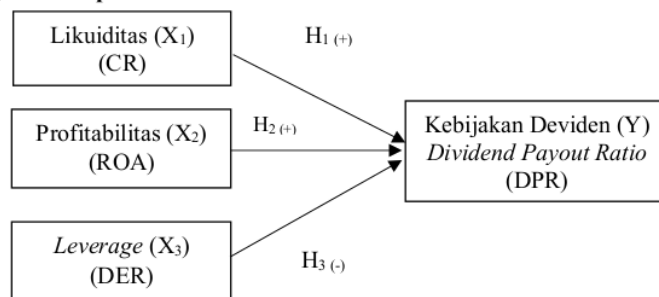 Likuiditas (X₁)
(CR)
H₁ (+)
Profitabilitas (X₂)
(ROA)
H₂ (+)
Kebijakan Deviden (Y)
Dividend Payout Ratio
(DPR)
Leverage (X₃)
(DER)
H₃ (-)